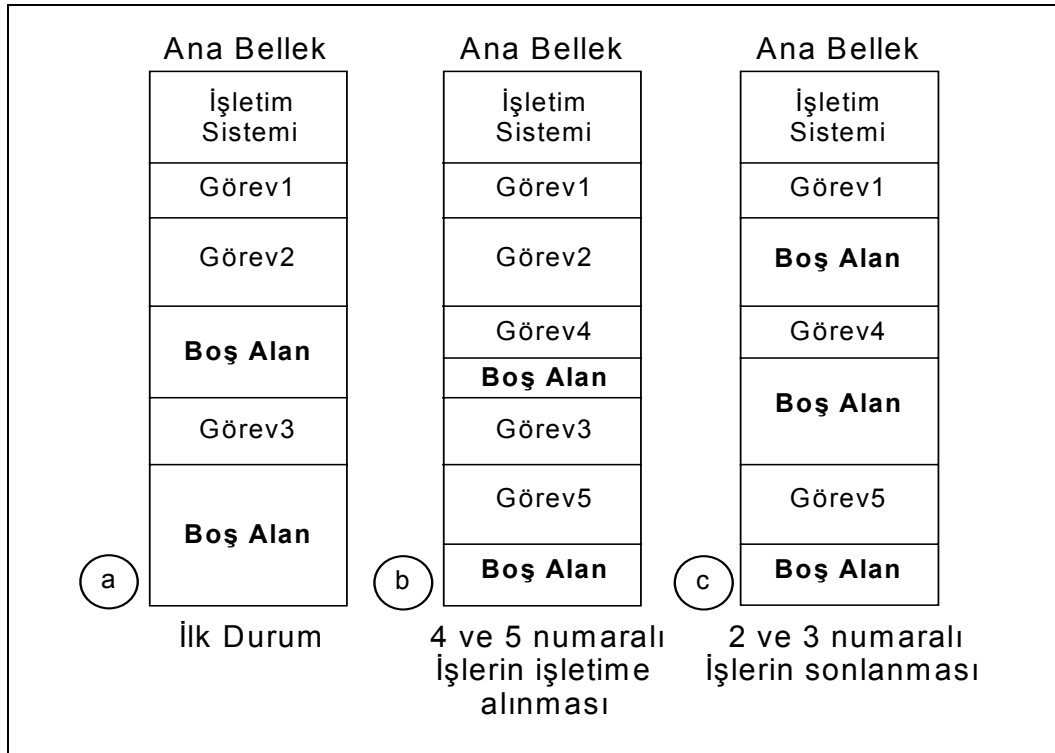 Ana Bellek
İşletim
Sistemi
Görev1
Görev2
Boş Alan
Görev3
Boş Alan
a
İlk Durum
Ana Bellek
İşletim
Sistemi
Görev1
Görev2
Görev4
Boş Alan
Görev3
Görev5
Boş Alan
b
4 ve 5 numaralı
İşlerin işletime
alınması
Ana Bellek
İşletim
Sistemi
Görev1
Boş Alan
Görev4
Boş Alan
Görev5
Boş Alan
c
2 ve 3 numaralı
İşlerin sonlanması